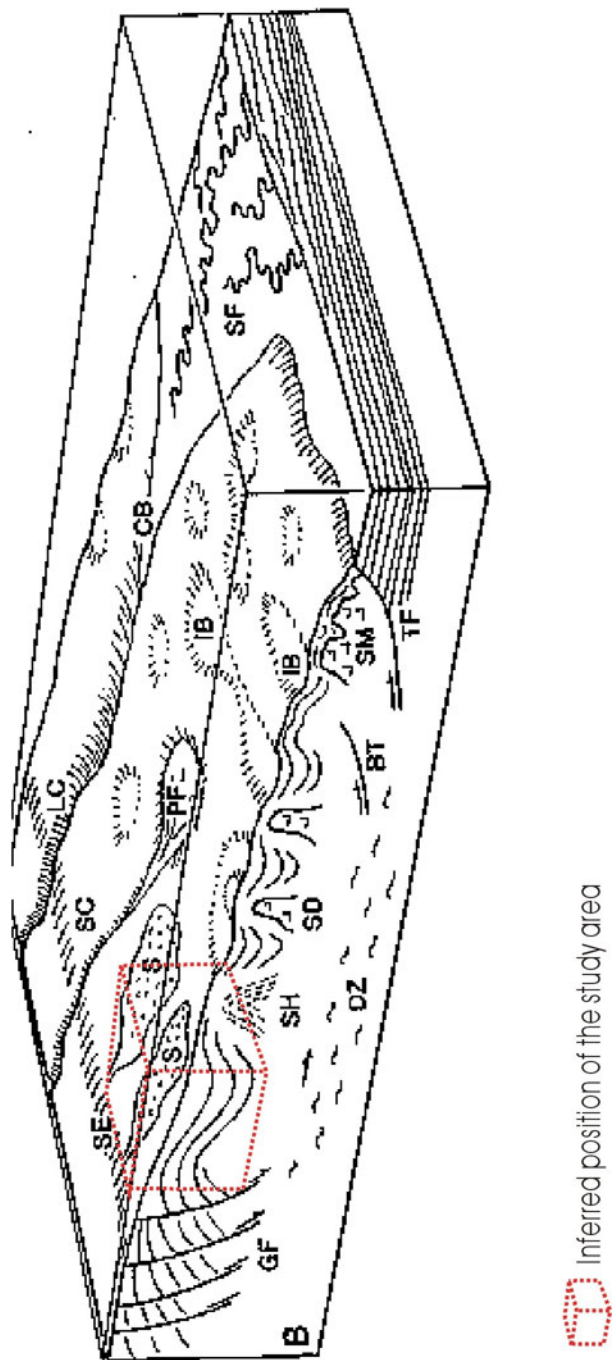 LC
SC
SE
CB
S
S
PF
IB
SF
GF
IB
SH
B
SD
SM
DZ
BT
TF
Inferred position of the study area